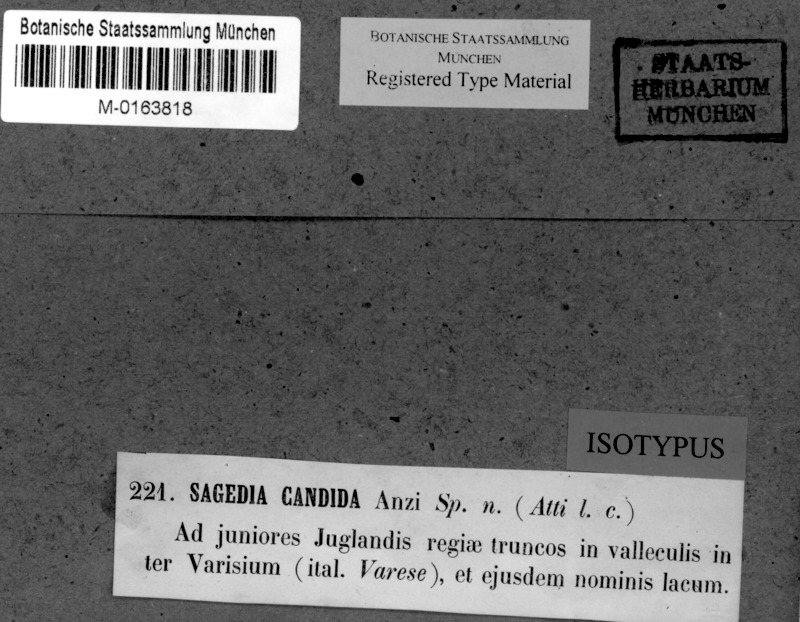 Botanische Staatssammlung München
M-0163818
BOTANISCHE STAATSSAMMLUNG
MÜNCHEN
Registered Type Material
STAATS-
HERBARIUM
MÜNCHEN
ISOTYPUS
221. SAGEDIA CANDIDA Anzi Sp. n. (Atti l. c.)
Ad juniores Juglandis regiæ truncos in valleculis in
ter Varisium (ital. Varese), et ejusdem nominis lacum.